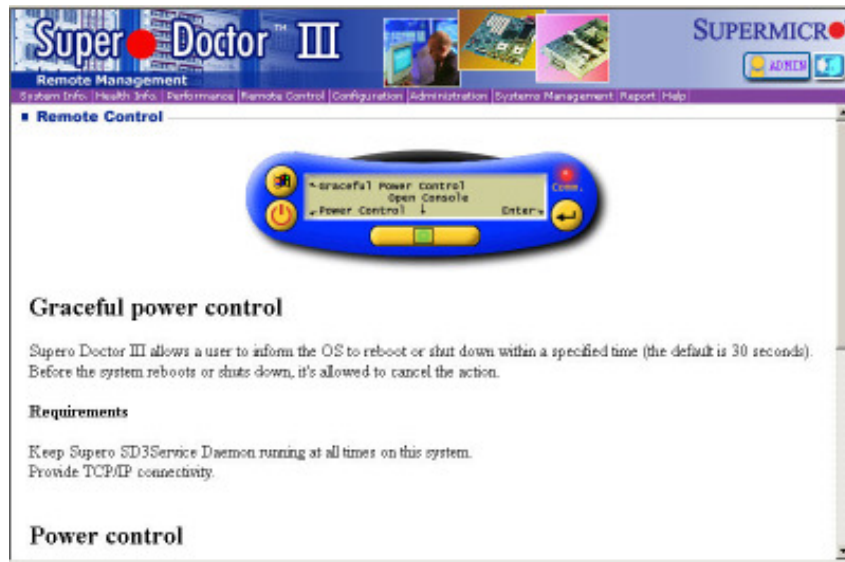 Super Doctor™ III
SUPERMICR
Remote Management
ADMIN
System Info. Health Info. Performance Remote Control Configuration Administration Systems Management Report Help
Remote Control
Graceful Power Control
Open Console
Power Control ↓ Enter
Comm.
Graceful power control
Supero Doctor III allows a user to inform the OS to reboot or shut down within a specified time (the default is 30 seconds).
Before the system reboots or shuts down, it's allowed to cancel the action.
Requirements
Keep Supero SD3Service Daemon running at all times on this system.
Provide TCP/IP connectivity.
Power control